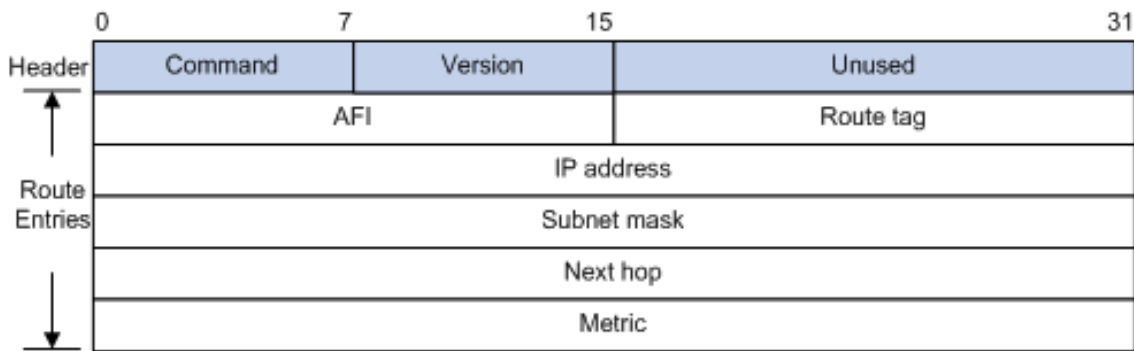 0 7 15 31
Header Command Version Unused
AFI Route tag
IP address
Route
Entries
Subnet mask
Next hop
Metric